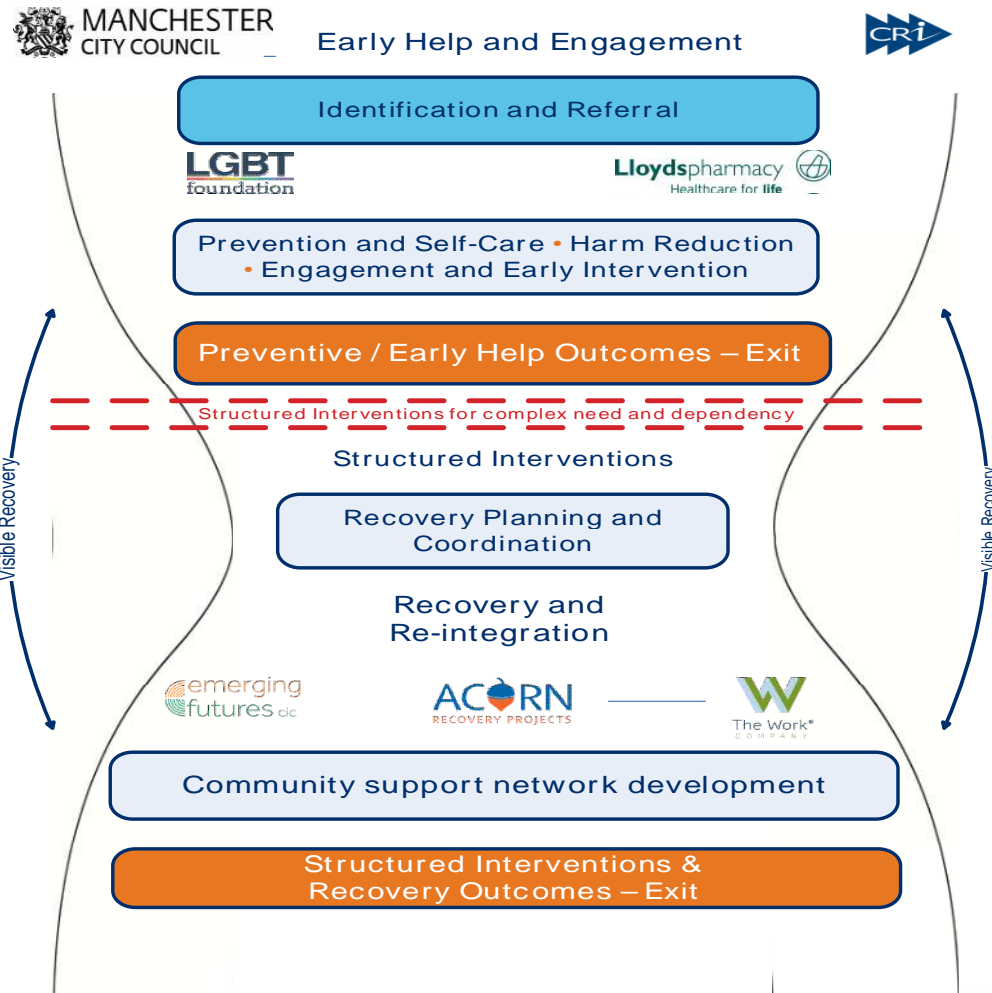 MANCHESTER
CITY COUNCIL
Early Help and Engagement
CRi
Identification and Referral
LGBT
foundation
Lloydspharmacy
Healthcare for life
Prevention and Self-Care • Harm Reduction
• Engagement and Early Intervention
Preventive / Early Help Outcomes – Exit
Structured Interventions for complex need and dependency
Structured Interventions
Visible Recovery
Visible Recovery
Recovery Planning and
Coordination
Recovery and
Re-integration
emerging
futures cic
ACORN
RECOVERY PROJECTS
W
The Work®
COMPANY
Community support network development
Structured Interventions &
Recovery Outcomes – Exit